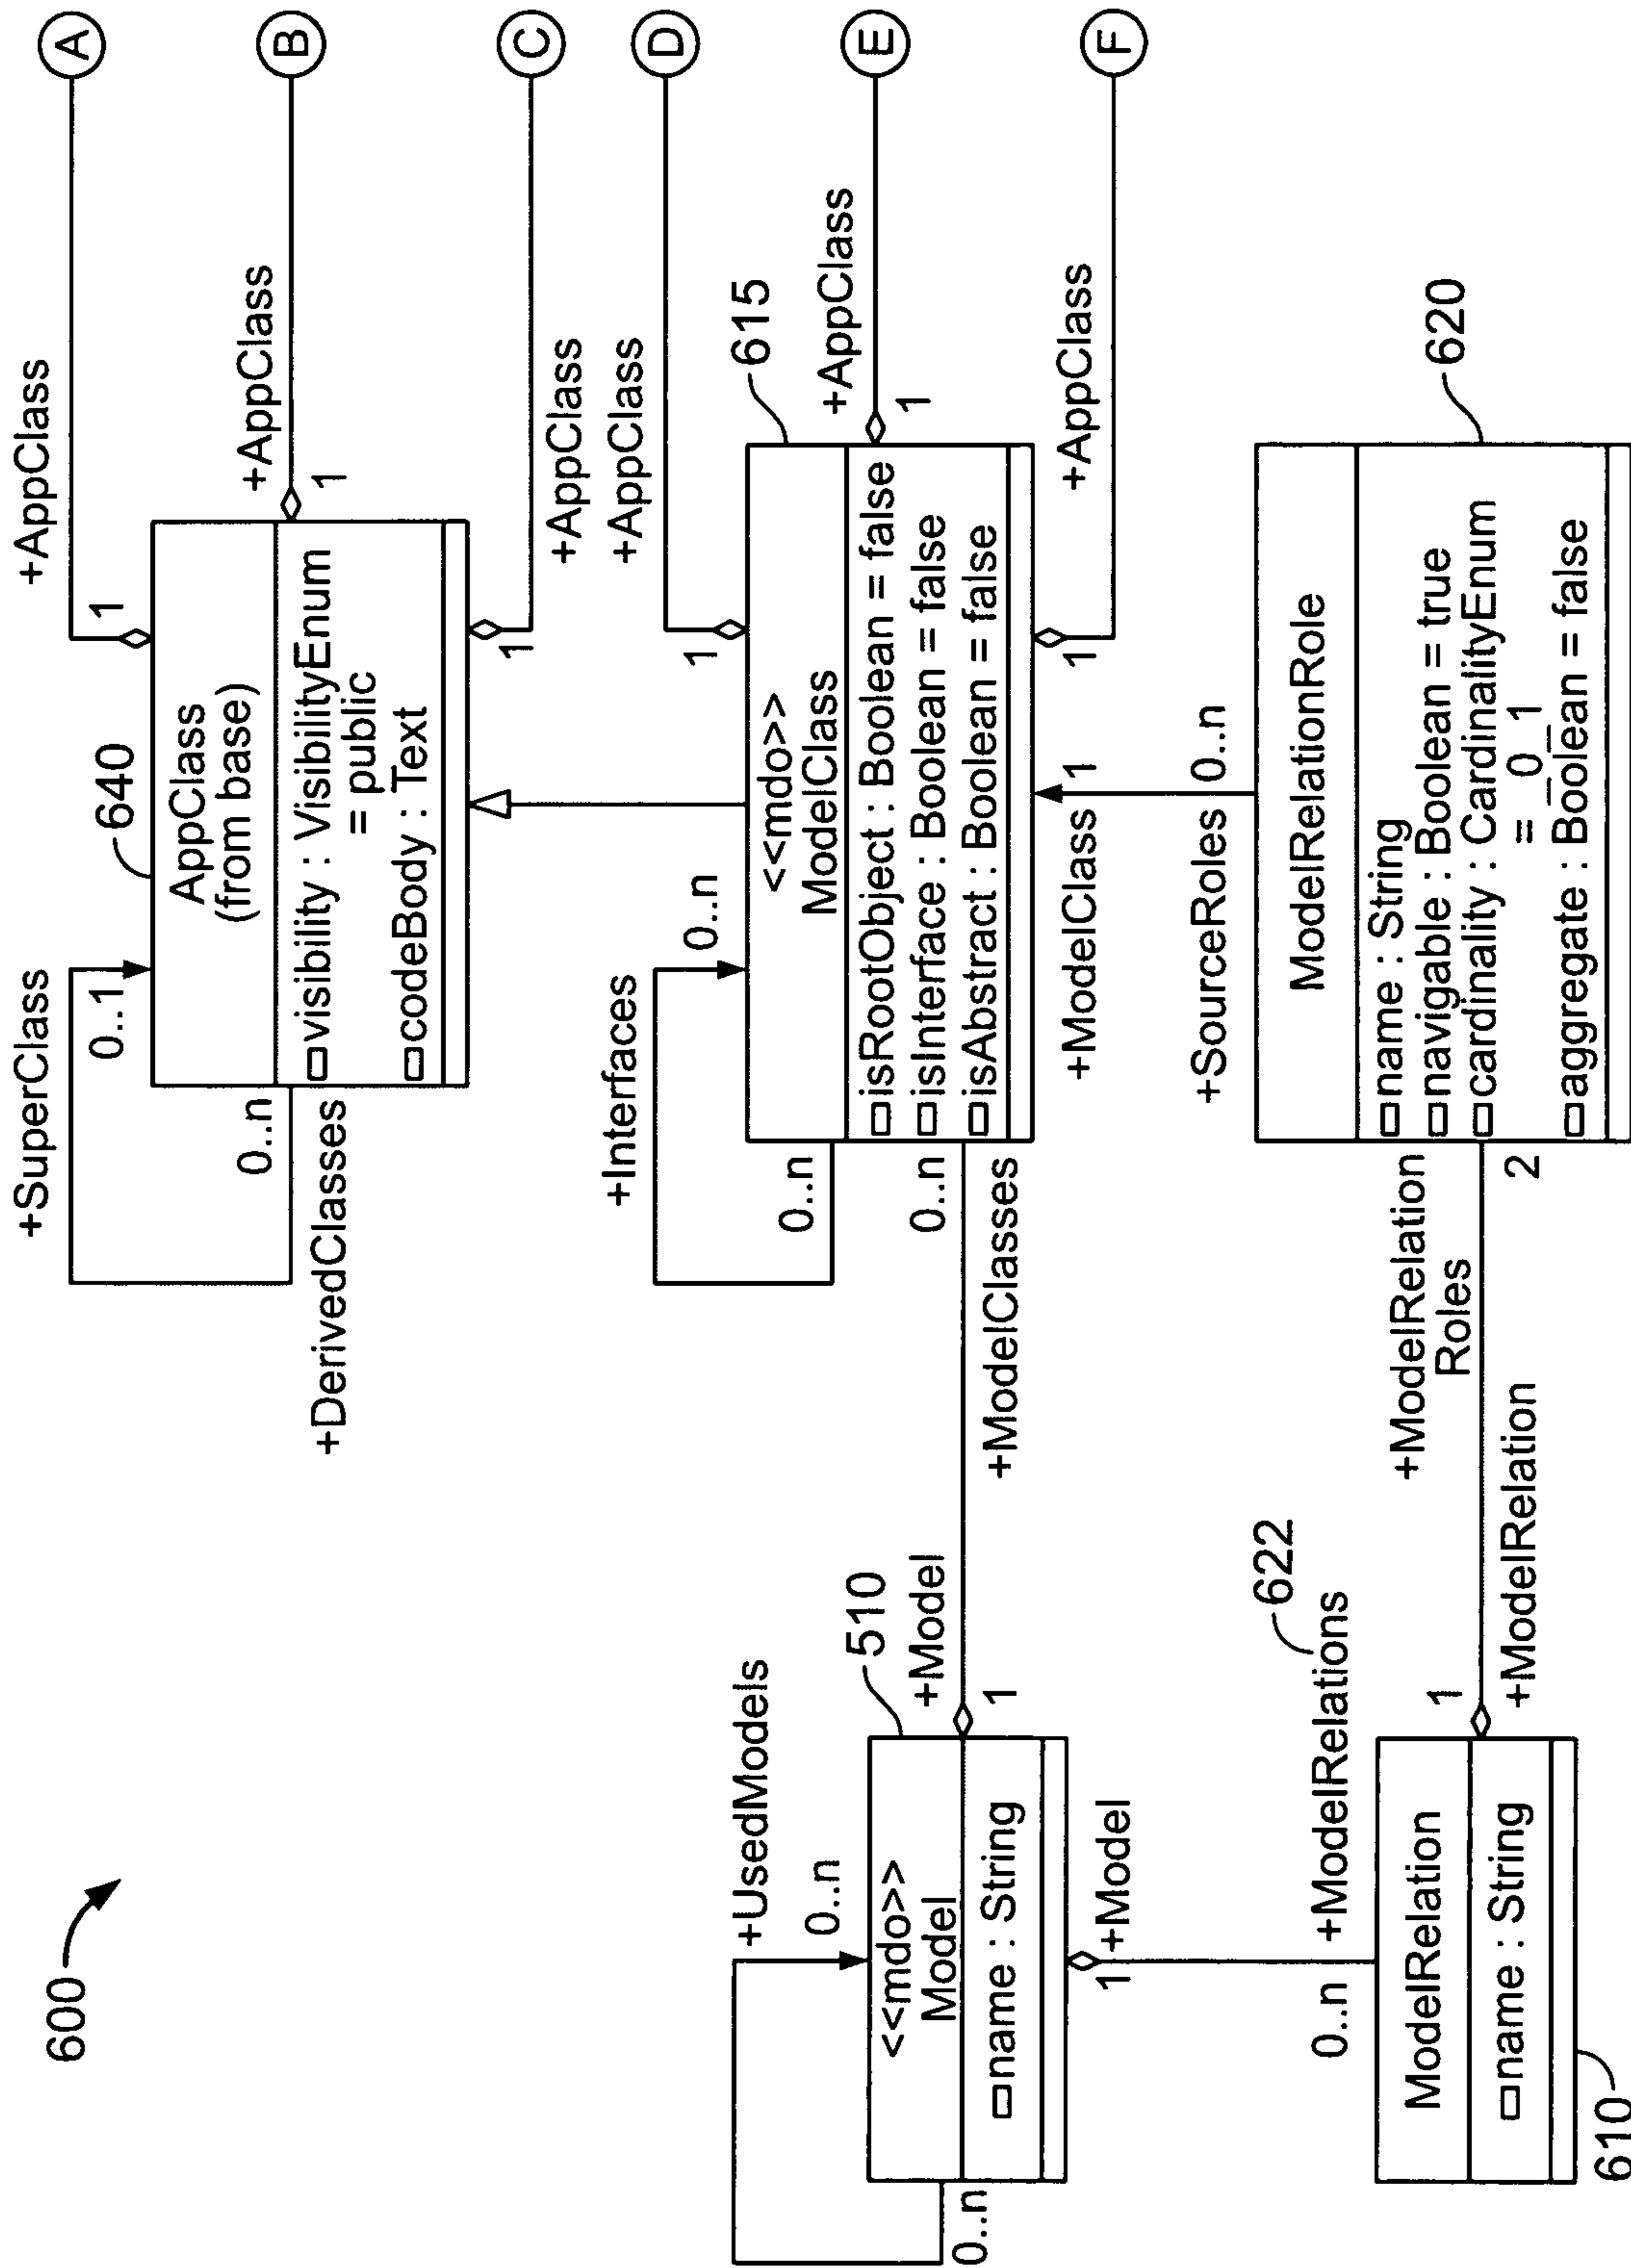 600
+SuperClass
0..1
0..n
+DerivedClasses
640
AppClass
(from base)
visibility : VisibilityEnum
= public
codeBody : Text
+AppClass
1
A
+AppClass
1
B
+AppClass
1
C
+UsedModels
0..n
0..n
510
<<mdo>>
Model
name : String
+Model
1
+ModelClasses
0..n
+Interfaces
0..n
0..n
<<mdo>>
ModelClass
isRootObject : Boolean = false
isInterface : Boolean = false
isAbstract : Boolean = false
615
+AppClass
1
D
+AppClass
1
E
+AppClass
1
F
1
+Model
0..n
+ModelRelations
622
ModelRelation
name : String
610
1
+ModelRelation
+ModelRelation
Roles
2
+ModelClass
1
+SourceRoles
0..n
ModelRelationRole
name : String
navigable : Boolean = true
cardinality : CardinalityEnum
= _0_1
aggregate : Boolean = false
620